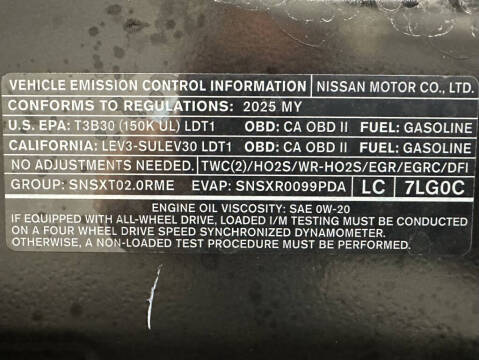 VEHICLE EMISSION CONTROL INFORMATION NISSAN MOTOR CO., LTD.
CONFORMS TO REGULATIONS: 2025 MY
U.S. EPA: T3B30 (150K UL) LDT1 OBD: CA OBD II FUEL: GASOLINE
CALIFORNIA: LEV3-SULEV30 LDT1 OBD: CA OBD II FUEL: GASOLINE
NO ADJUSTMENTS NEEDED. TWC(2)/HO2S/WR-HO2S/EGR/EGRC/DFI
GROUP: SNSXT02.0RME EVAP: SNSXR0099PDA LC 7LG0C
ENGINE OIL VISCOSITY: SAE 0W-20
IF EQUIPPED WITH ALL-WHEEL DRIVE, LOADED I/M TESTING MUST BE CONDUCTED
ON A FOUR WHEEL DRIVE SPEED SYNCHRONIZED DYNAMOMETER.
OTHERWISE, A NON-LOADED TEST PROCEDURE MUST BE PERFORMED.